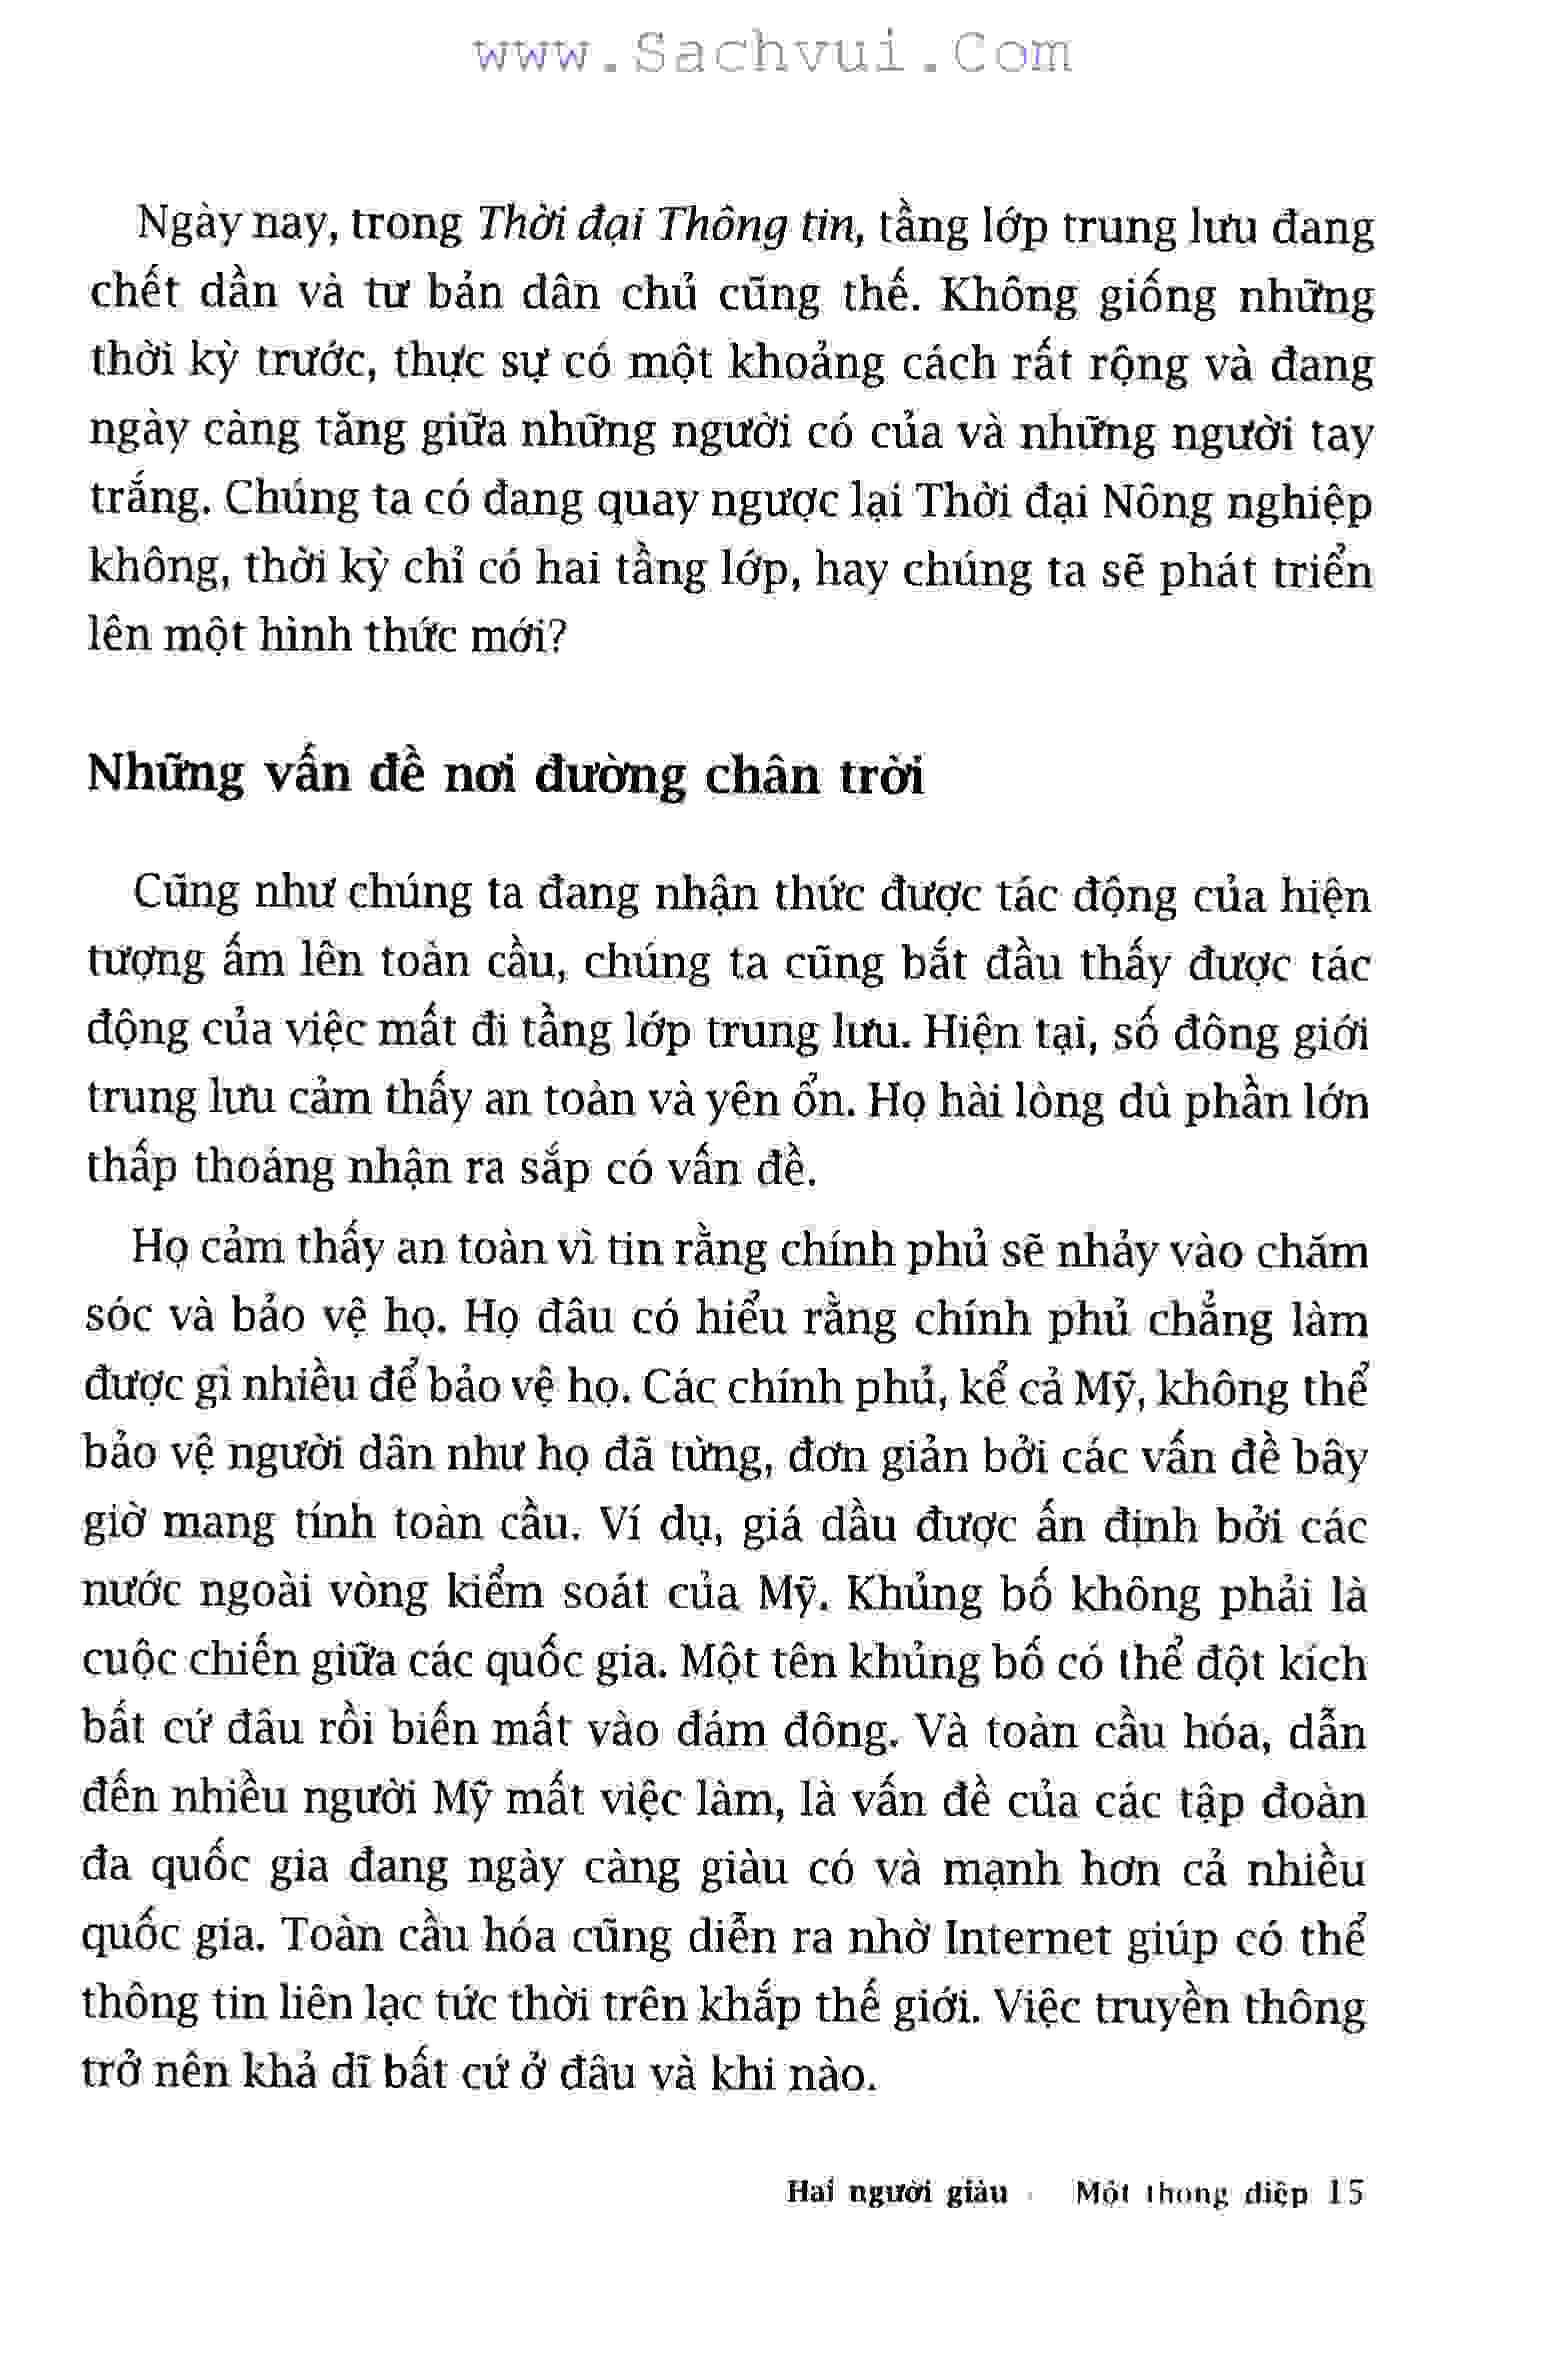 www.Sachvui.Com
Ngày nay, trong Thời đại Thông tin, tầng lớp trung lưu đang
chết dần và tư bản dân chủ cũng thế. Không giống những
thời kỳ trước, thực sự có một khoảng cách rất rộng và đang
ngày càng tăng giữa những người có của và những người tay
trắng. Chúng ta có đang quay ngược lại Thời đại Nông nghiệp
không, thời kỳ chỉ có hai tầng lớp, hay chúng ta sẽ phát triển
lên một hình thức mới?
Những vấn đề nơi đường chân trời
Cũng như chúng ta đang nhận thức được tác động của hiện
tượng ấm lên toàn cầu, chúng ta cũng bắt đầu thấy được tác
động của việc mất đi tầng lớp trung lưu. Hiện tại, số đông giới
trung lưu cảm thấy an toàn và yên ổn. Họ hài lòng dù phần lớn
thấp thoáng nhận ra sắp có vấn đề.
Họ cảm thấy an toàn vì tin rằng chính phủ sẽ nhảy vào chăm
sóc và bảo vệ họ. Họ đâu có hiểu rằng chính phủ chẳng làm
được gì nhiều để bảo vệ họ. Các chính phủ, kể cả Mỹ, không thể
bảo vệ người dân như họ đã từng, đơn giản bởi các vấn đề bây
giờ mang tính toàn cầu. Ví dụ, giá dầu được ấn định bởi các
nước ngoài vòng kiểm soát của Mỹ. Khủng bố không phải là
cuộc chiến giữa các quốc gia. Một tên khủng bố có thể đột kích
bất cứ đâu rồi biến mất vào đám đông. Và toàn cầu hóa, dẫn
đến nhiều người Mỹ mất việc làm, là vấn đề của các tập đoàn
đa quốc gia đang ngày càng giàu có và mạnh hơn cả nhiều
quốc gia. Toàn cầu hóa cũng diễn ra nhờ Internet giúp có thể
thông tin liên lạc tức thời trên khắp thế giới. Việc truyền thông
trở nên khả dĩ bất cứ ở đâu và khi nào.
Hai người giàu Một thông điệp 15